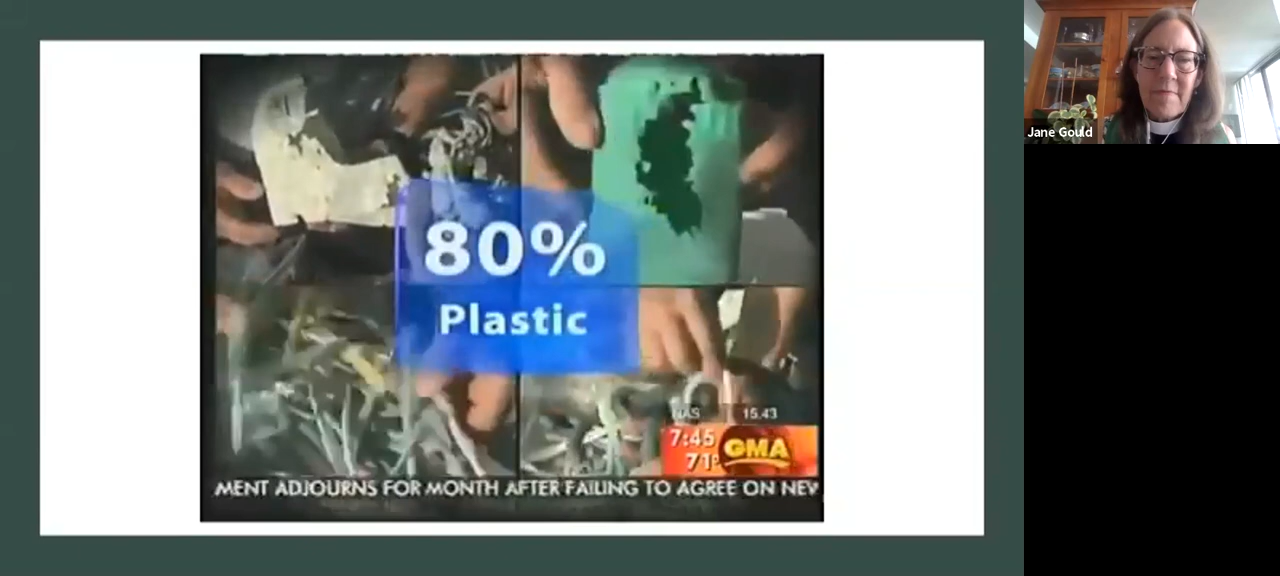 Jane Gould
80%
Plastic
NAS 15.43
7:45 GMA
71°
MENT ADJOURNS FOR MONTH AFTER FAILING TO AGREE ON NEW